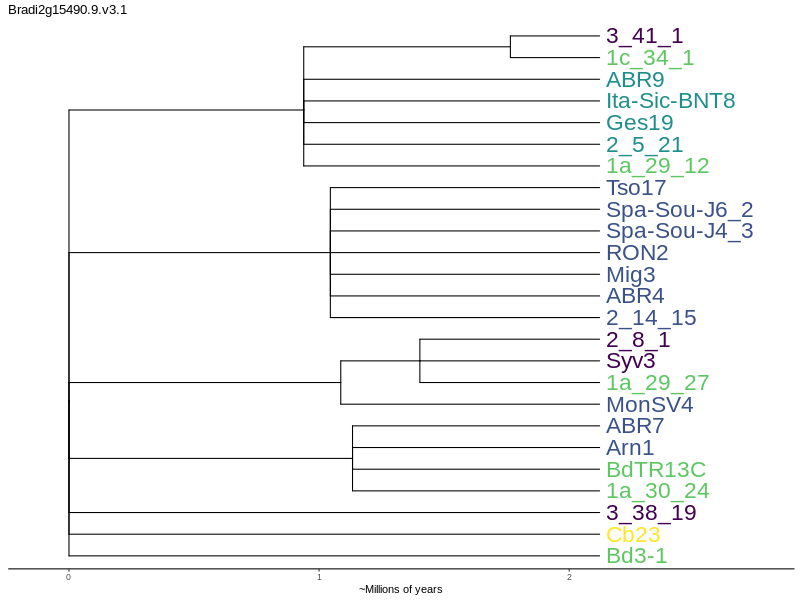 Bradi2g15490.9.v3.1
3_41_1
1c_34_1
ABR9
Ita-Sic-BNT8
Ges19
2_5_21
1a_29_12
Tso17
Spa-Sou-J6_2
Spa-Sou-J4_3
RON2
Mig3
ABR4
2_14_15
2_8_1
Syv3
1a_29_27
MonSV4
ABR7
Arn1
BdTR13C
1a_30_24
3_38_19
Cb23
Bd3-1
0 1 2
~Millions of years